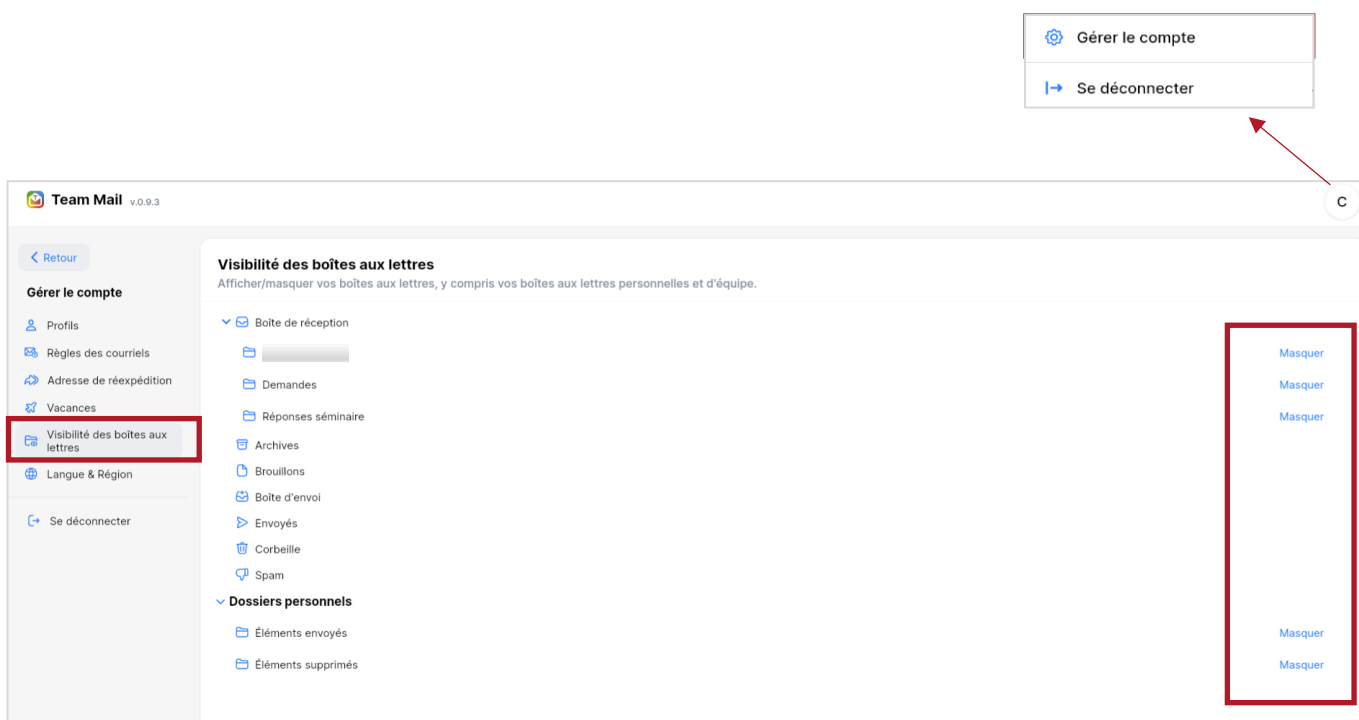 Gérer le compte
Se déconnecter
Team Mail v.0.9.3
C
Retour
Gérer le compte
Profils
Règles des courriels
Adresse de réexpédition
Vacances
Visibilité des boîtes aux
lettres
Langue & Région
Se déconnecter
Visibilité des boîtes aux lettres
Afficher/masquer vos boîtes aux lettres, y compris vos boîtes aux lettres personnelles et d'équipe.
Boîte de réception
Masquer
Demandes Masquer
Réponses séminaire Masquer
Archives
Brouillons
Boîte d'envoi
Envoyés
Corbeille
Spam
Dossiers personnels
Éléments envoyés Masquer
Éléments supprimés Masquer